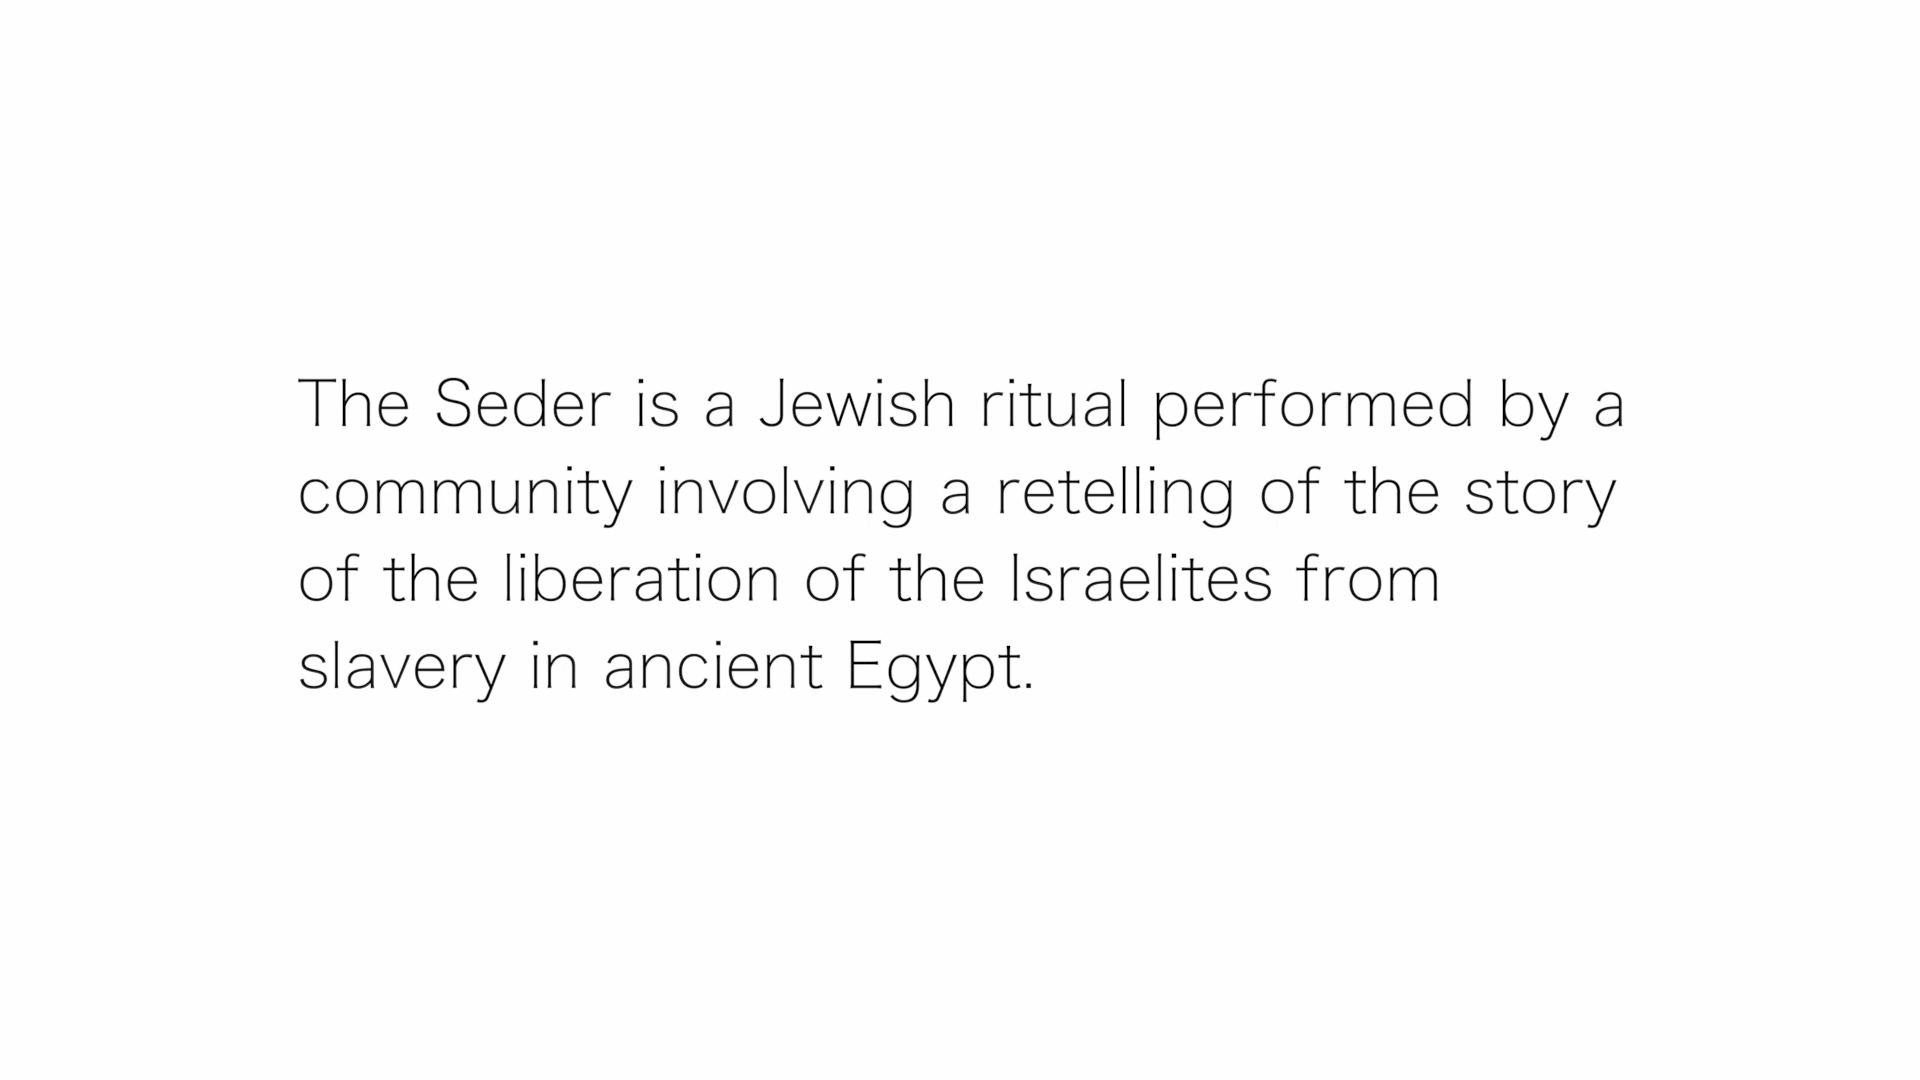 The Seder is a Jewish ritual performed by a
community involving a retelling of the story
of the liberation of the Israelites from
slavery in ancient Egypt.